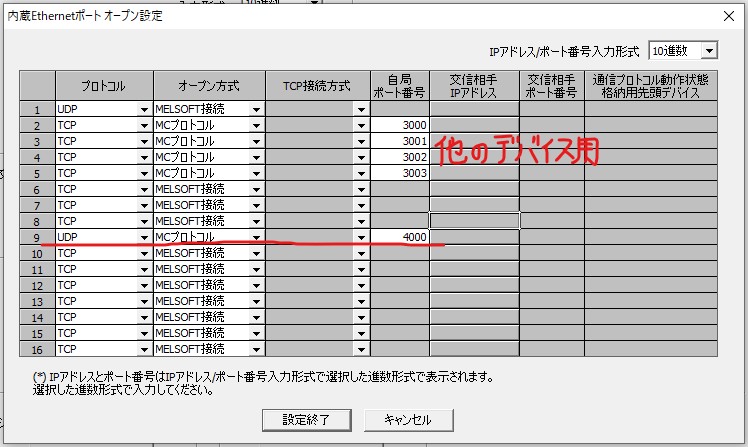 内蔵Ethernetポート オープン設定
IPアドレス/ポート番号入力形式 10進数
プロトコル オープン方式 TCP接続方式 自局ポート番号 交信相手IPアドレス 交信相手ポート番号 通信プロトコル動作状態格納用先頭デバイス
1 UDP MELSOFT接続
2 TCP MCプロトコル 3000
3 TCP MCプロトコル 3001
4 TCP MCプロトコル 3002
5 TCP MCプロトコル 3003
他のデバイス用
6 TCP MELSOFT接続
7 TCP MELSOFT接続
8 TCP MELSOFT接続
9 UDP MCプロトコル 4000
10 TCP MELSOFT接続
11 TCP MELSOFT接続
12 TCP MELSOFT接続
13 TCP MELSOFT接続
14 TCP MELSOFT接続
15 TCP MELSOFT接続
16 TCP MELSOFT接続
(*) IPアドレスとポート番号はIPアドレス/ポート番号入力形式で選択した進数形式で表示されます。
選択した進数形式で入力してください。
設定終了 キャンセル